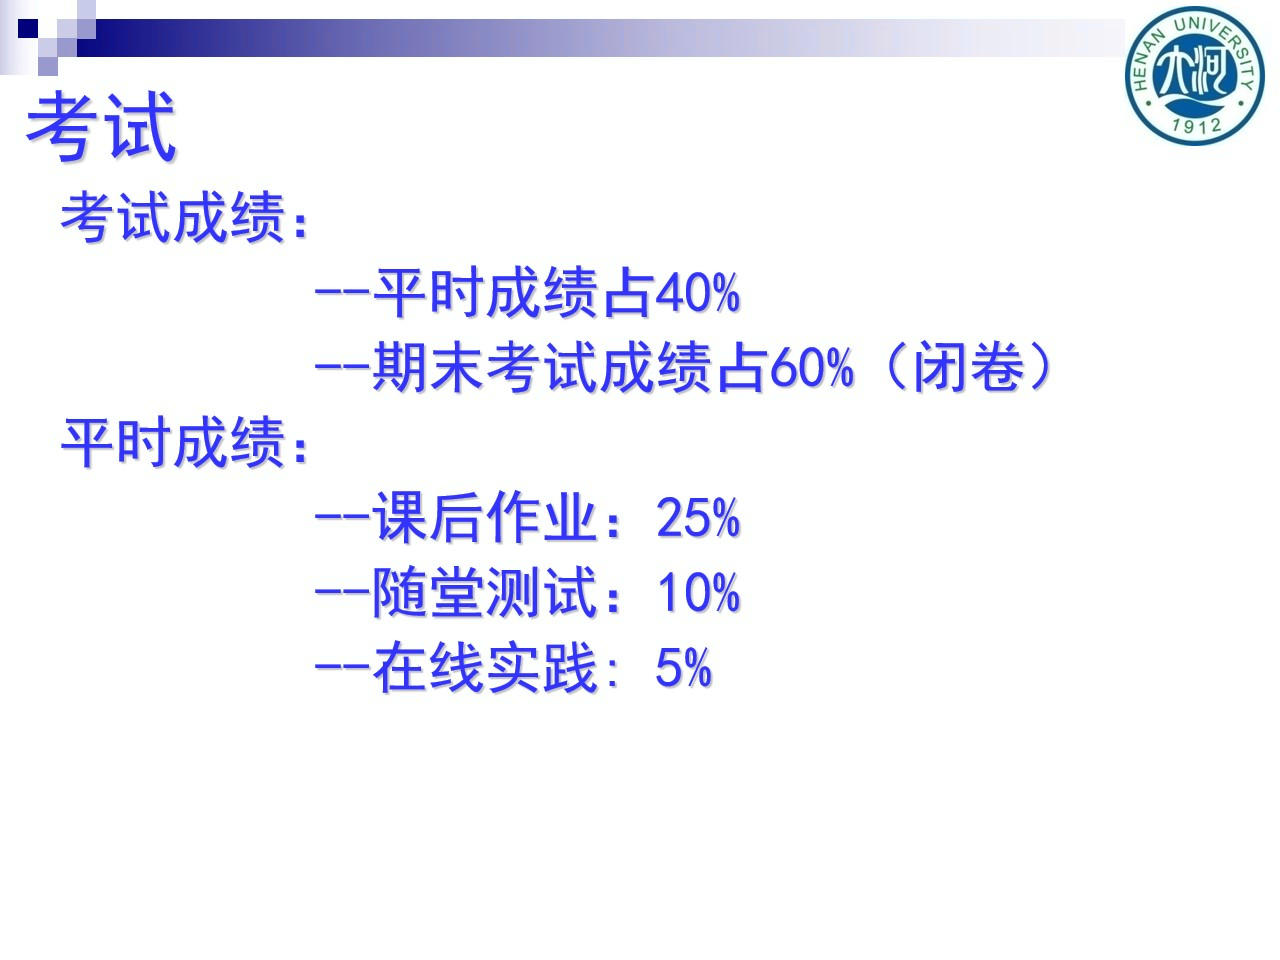 HENAN UNIVERSITY
1912
考试
考试成绩：
--平时成绩占40%
--期末考试成绩占60%（闭卷）
平时成绩：
--课后作业：25%
--随堂测试：10%
--在线实践: 5%